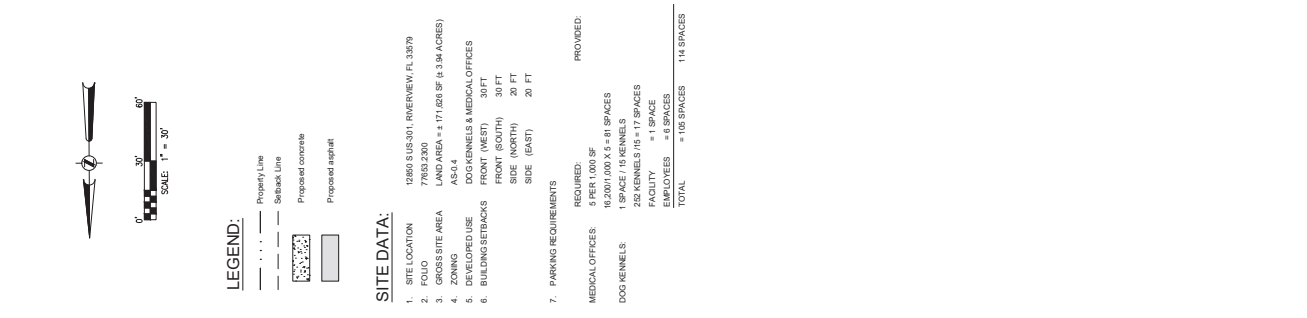 0' 30' 60'
SCALE: 1" = 30'
LEGEND:
Property Line
Setback Line
Proposed concrete
Proposed asphalt
SITE DATA:
1. SITE LOCATION 12850 S US-301, RIVERVIEW, FL 33579
2. FOLIO 77653.2300
3. GROSS SITE AREA LAND AREA = ± 171,626 SF (± 3.94 ACRES)
4. ZONING AS-0.4
5. DEVELOPED USE DOG KENNELS & MEDICAL OFFICES
6. BUILDING SETBACKS FRONT (WEST) 30 FT
FRONT (SOUTH) 30 FT
SIDE (NORTH) 20 FT
SIDE (EAST) 20 FT
7. PARKING REQUIREMENTS
REQUIRED: PROVIDED:
MEDICAL OFFICES: 5 PER 1,000 SF
16,200/1,000 X 5 = 81 SPACES
DOG KENNELS: 1 SPACE / 15 KENNELS
252 KENNELS /15 = 17 SPACES
FACILITY = 1 SPACE
EMPLOYEES = 6 SPACES
TOTAL = 105 SPACES 114 SPACES